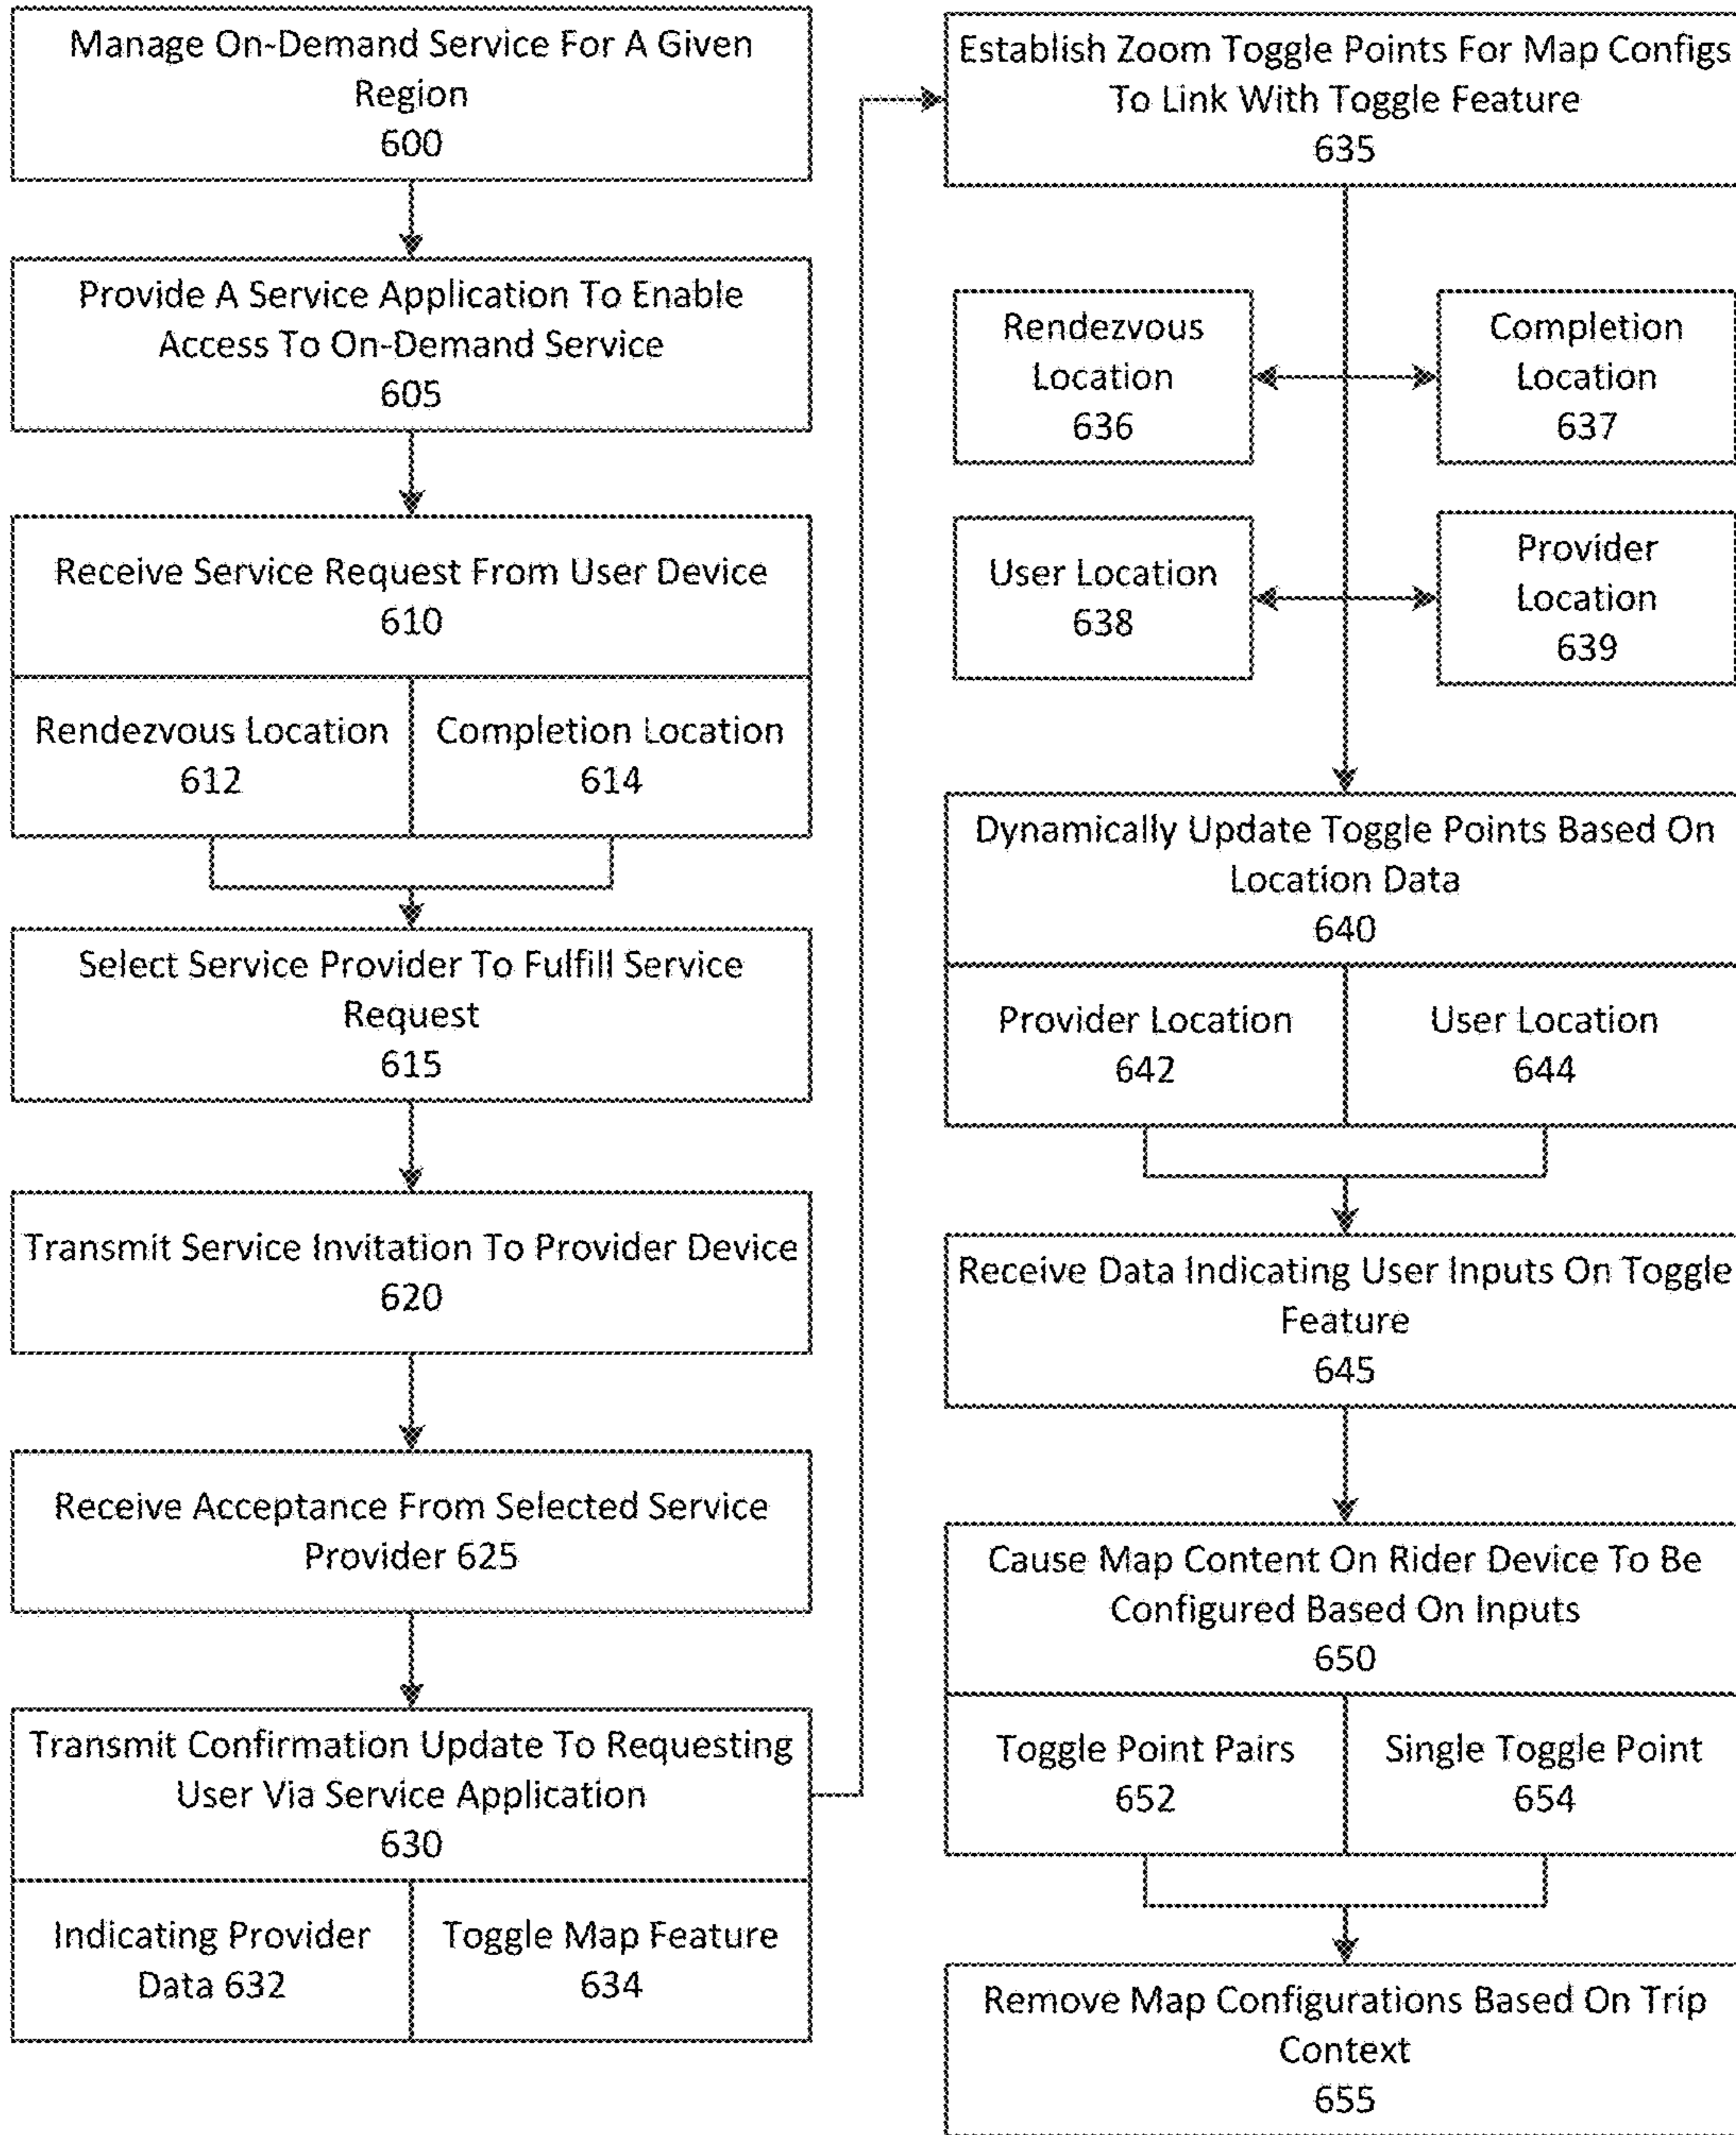 Manage On-Demand Service For A Given
Region
600
Provide A Service Application To Enable
Access To On-Demand Service
605
Receive Service Request From User Device
610
Rendezvous Location
612
Completion Location
614
Select Service Provider To Fulfill Service
Request
615
Transmit Service Invitation To Provider Device
620
Receive Acceptance From Selected Service
Provider 625
Transmit Confirmation Update To Requesting
User Via Service Application
630
Indicating Provider
Data 632
Toggle Map Feature
634
Establish Zoom Toggle Points For Map Configs
To Link With Toggle Feature
635
Rendezvous
Location
636
Completion
Location
637
User Location
638
Provider
Location
639
Dynamically Update Toggle Points Based On
Location Data
640
Provider Location
642
User Location
644
Receive Data Indicating User Inputs On Toggle
Feature
645
Cause Map Content On Rider Device To Be
Configured Based On Inputs
650
Toggle Point Pairs
652
Single Toggle Point
654
Remove Map Configurations Based On Trip
Context
655